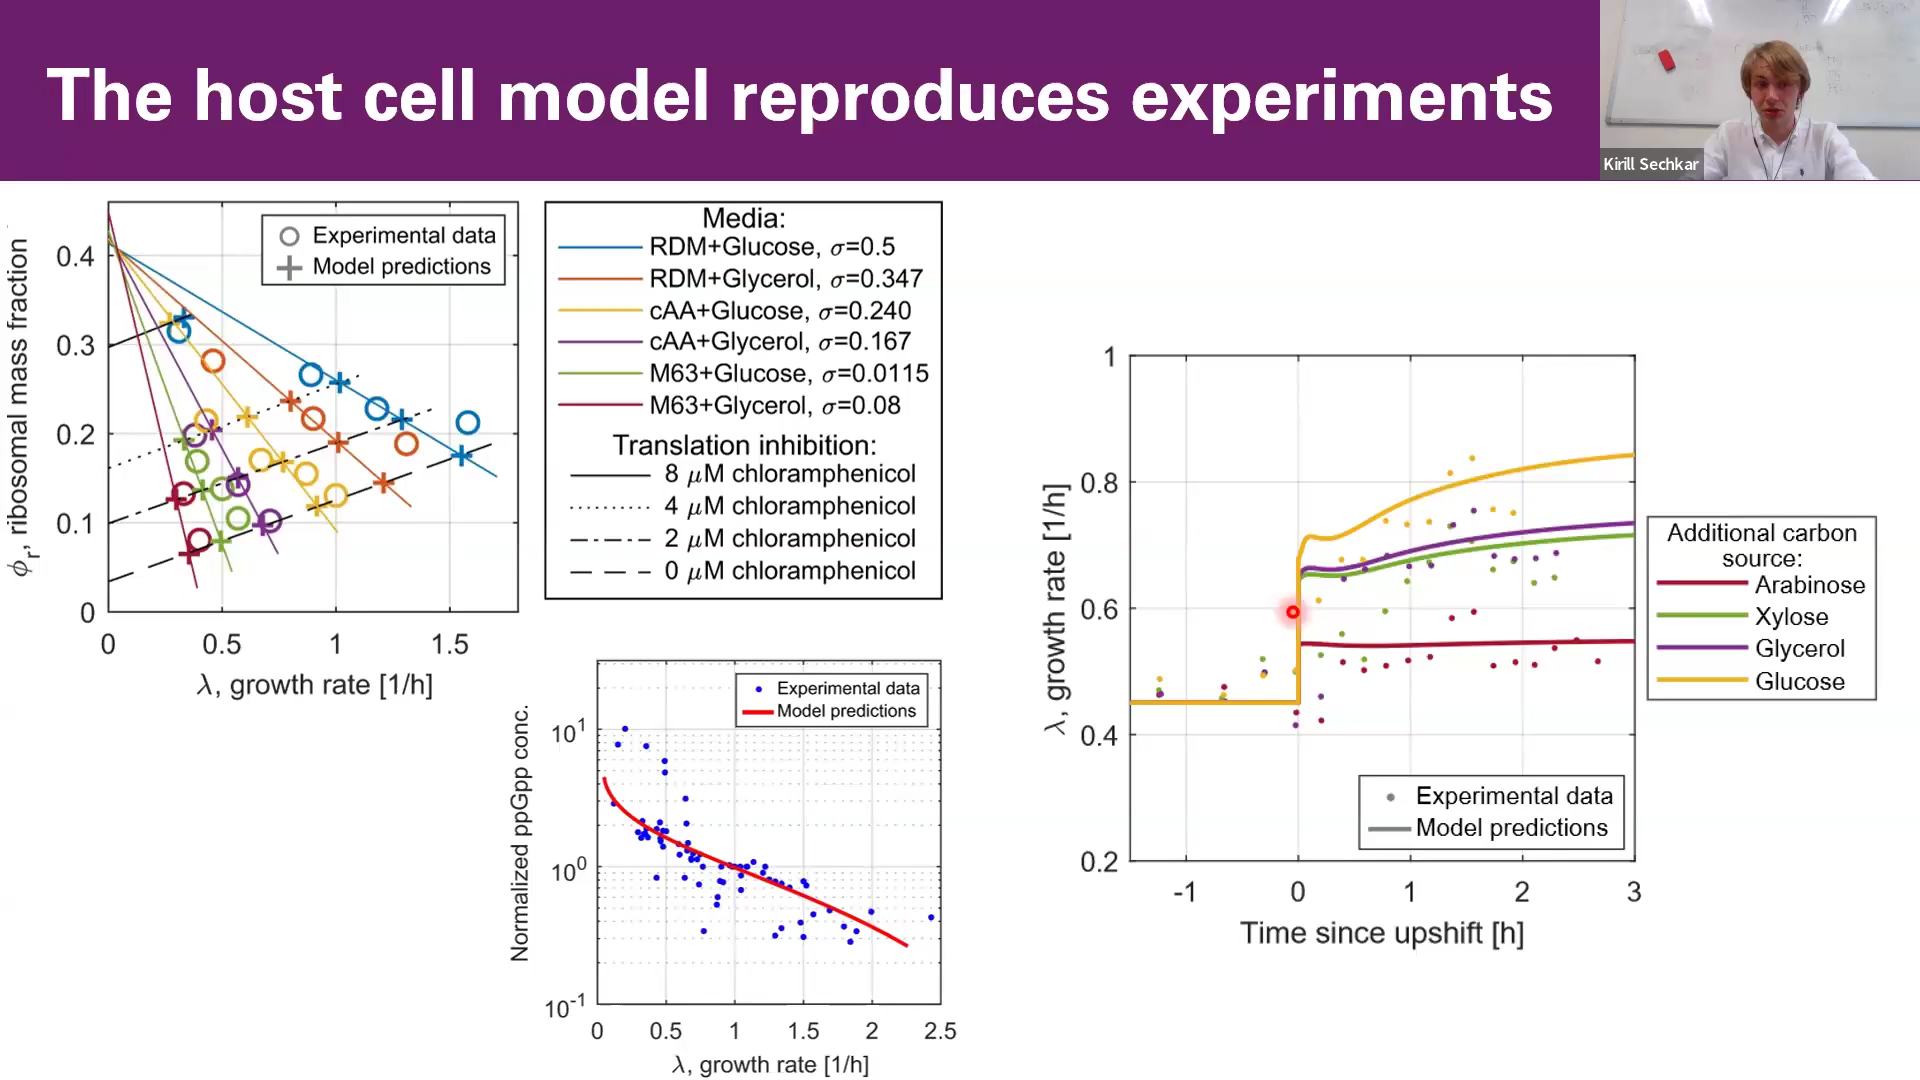 The host cell model reproduces experiments
Kirill Sechkar
ϕr, ribosomal mass fraction
0.4
0.3
0.2
0.1
0
0
0.5
1
1.5
λ, growth rate [1/h]
Experimental data
Model predictions
Media:
RDM+Glucose, σ=0.5
RDM+Glycerol, σ=0.347
cAA+Glucose, σ=0.240
cAA+Glycerol, σ=0.167
M63+Glucose, σ=0.0115
M63+Glycerol, σ=0.08
Translation inhibition:
8 μM chloramphenicol
4 μM chloramphenicol
2 μM chloramphenicol
0 μM chloramphenicol
Normalized ppGpp conc.
10^1
10^0
10^-1
0
0.5
1
1.5
2
2.5
λ, growth rate [1/h]
Experimental data
Model predictions
λ, growth rate [1/h]
1
0.8
0.6
0.4
0.2
-1
0
1
2
3
Time since upshift [h]
Experimental data
Model predictions
Additional carbon
source:
Arabinose
Xylose
Glycerol
Glucose